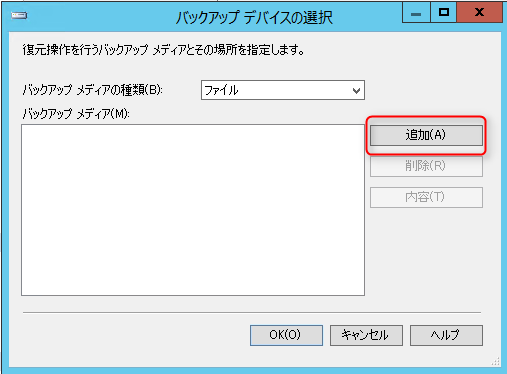 バックアップ デバイスの選択
復元操作を行うバックアップ メディアとその場所を指定します。
バックアップ メディアの種類(B):
ファイル
バックアップ メディア(M):
追加(A)
削除(R)
内容(T)
OK(O)
キャンセル
ヘルプ